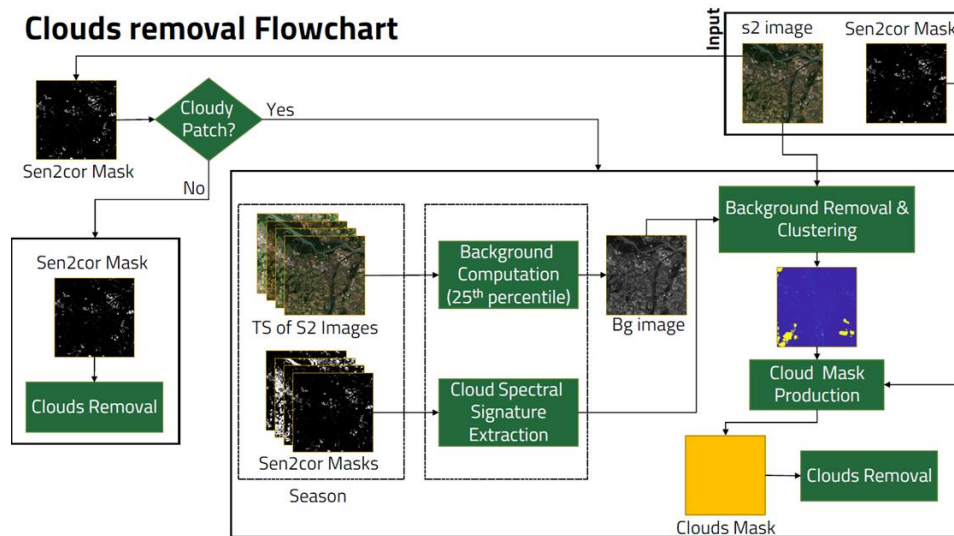 Clouds removal Flowchart
Input
s2 image
Sen2cor Mask
Sen2cor Mask
Cloudy
Patch?
Yes
No
Sen2cor Mask
Clouds Removal
TS of S2 Images
Sen2cor Masks
Season
Background
Computation
(25th percentile)
Cloud Spectral
Signature
Extraction
Bg image
Background Removal &
Clustering
Cloud Mask
Production
Clouds Mask
Clouds Removal